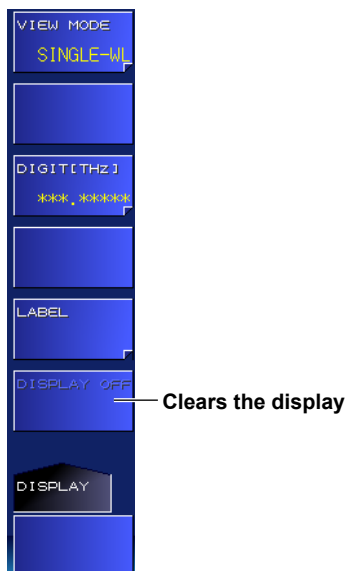 VIEW MODE
SINGLE-WL
DIGIT[THz]
***.*****
LABEL
DISPLAY OFF
Clears the display
DISPLAY